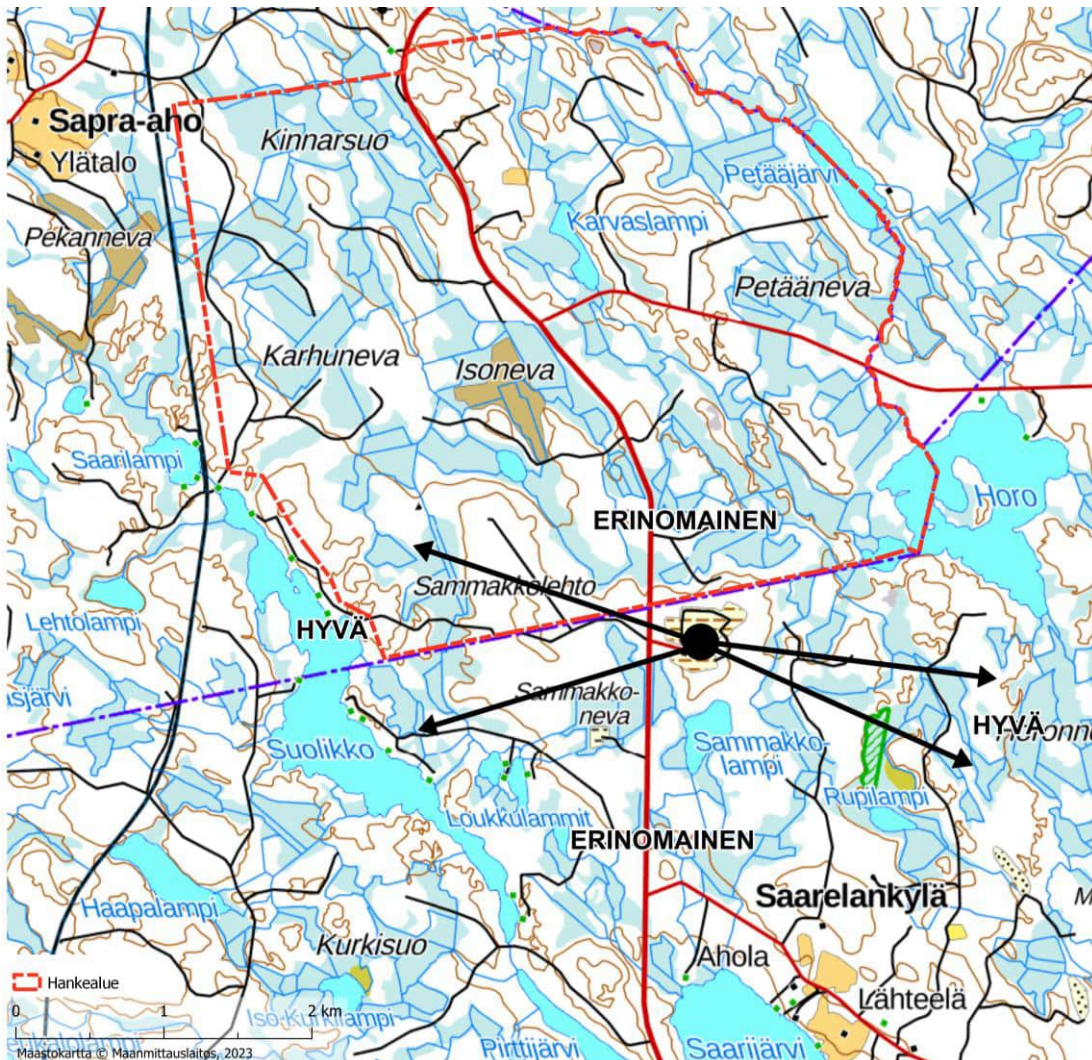 Sapra-aho
Ylätalo
Kinnarsuo
Petääjärvi
Pekanneva
Karvaslampi
Petääneva
Karhuneva
Isoneva
Saarilampi
Horo
ERINOMAINEN
Sammakkolehto
Lehtolampi
HYVÄ
asjärvi
Sammakko-
neva
HYVÄ
Suolikko
Sammakko-
lampi
Rupilampi
Loukkulammit
ERINOMAINEN
Saarelankylä
Haapalampi
Kurkisuo
Ahola
Lähteelä
Hankealue
0 1 2 km
Iso-Kurkilampi
Pirttijärvi
Saarijärvi
Maastokartta © Maanmittauslaitos, 2023